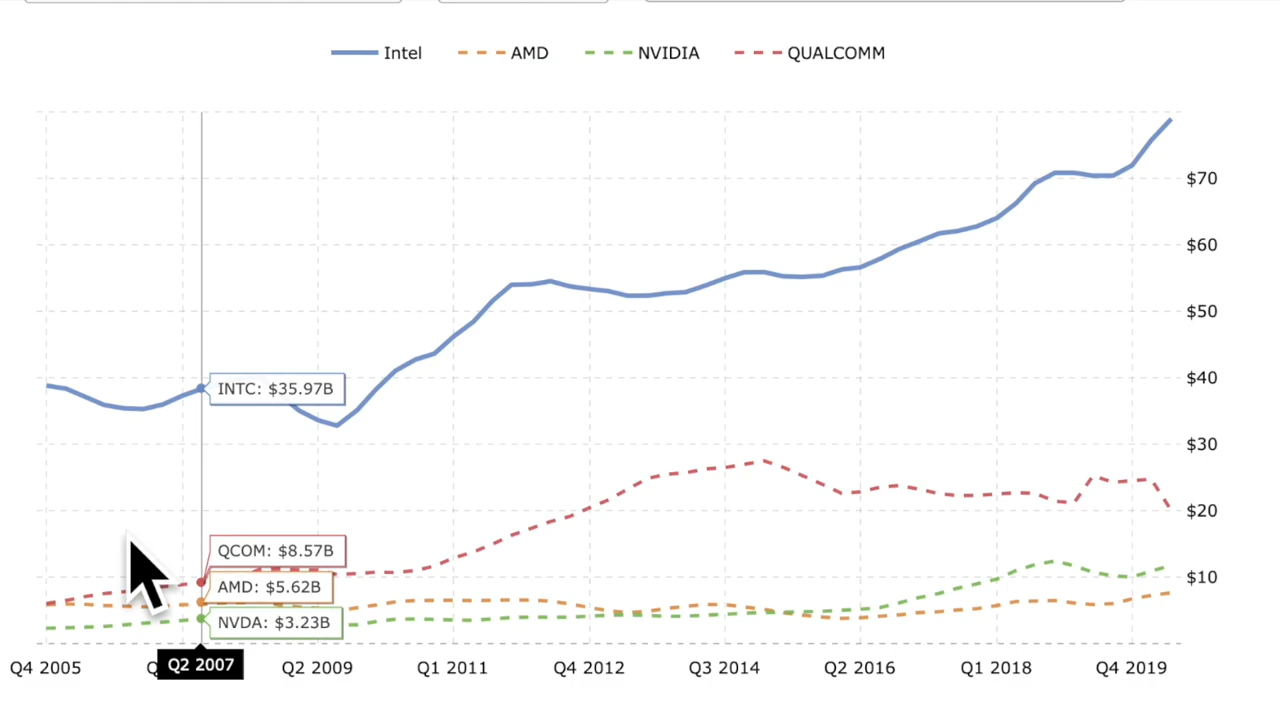 Intel AMD NVIDIA QUALCOMM
$70
$60
$50
$40
INTC: $35.97B
$30
$20
QCOM: $8.57B
AMD: $5.62B
$10
NVDA: $3.23B
Q4 2005 Q2 2007 Q2 2009 Q1 2011 Q4 2012 Q3 2014 Q2 2016 Q1 2018 Q4 2019